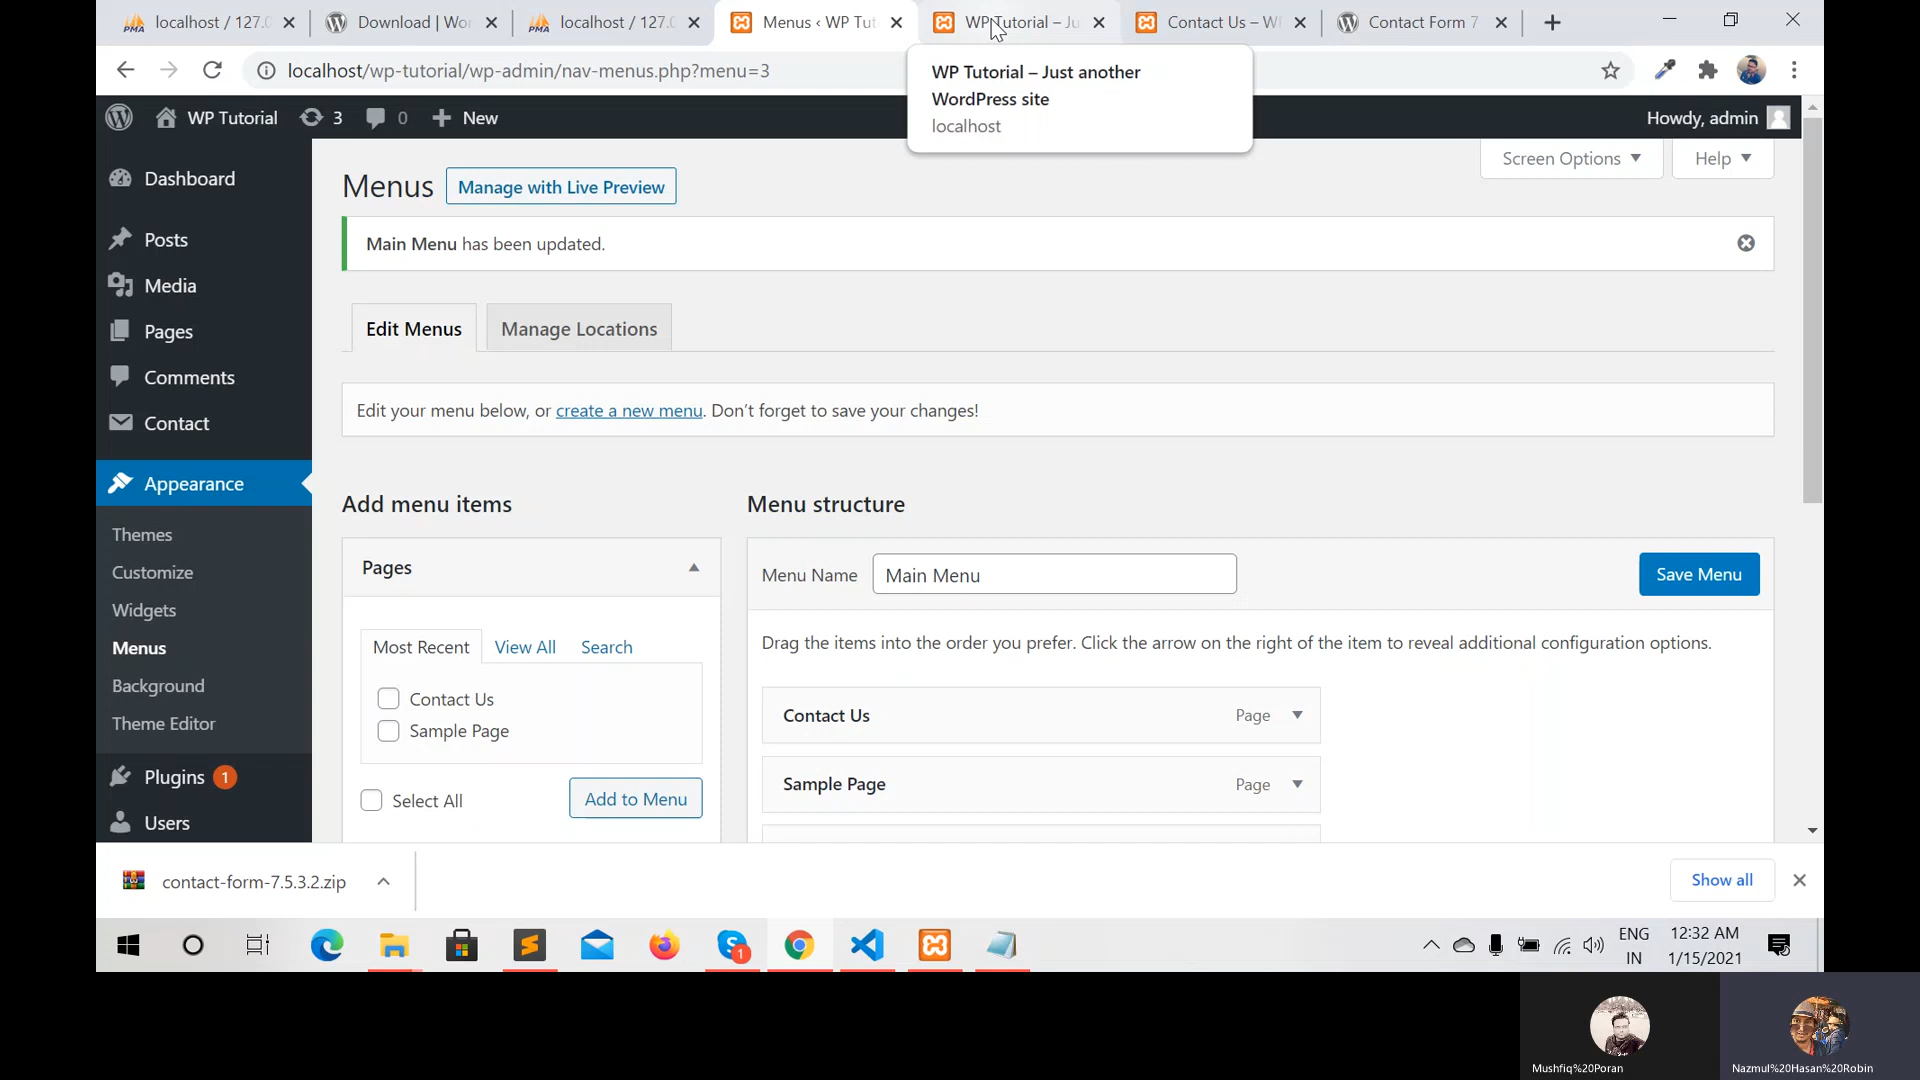 localhost / 127.0
Download | Wor
localhost / 127.0
Menus ‹ WP Tut
WP Tutorial – Ju
Contact Us – W
Contact Form 7
localhost/wp-tutorial/wp-admin/nav-menus.php?menu=3
WP Tutorial – Just another
WordPress site
localhost
WP Tutorial
3
0
New
Howdy, admin
Screen Options
Help
Dashboard
Posts
Media
Pages
Comments
Contact
Appearance
Themes
Customize
Widgets
Menus
Background
Theme Editor
Plugins 1
Users
Menus
Manage with Live Preview
Main Menu has been updated.
Edit Menus
Manage Locations
Edit your menu below, or create a new menu. Don’t forget to save your changes!
Add menu items
Pages
Most Recent
View All
Search
Contact Us
Sample Page
Select All
Add to Menu
Menu structure
Menu Name
Main Menu
Save Menu
Drag the items into the order you prefer. Click the arrow on the right of the item to reveal additional configuration options.
Contact Us
Page
Sample Page
Page
contact-form-7.5.3.2.zip
Show all
1
ENG
IN
12:32 AM
1/15/2021
Mushfiq%20Poran
Nazmul%20Hasan%20Robin